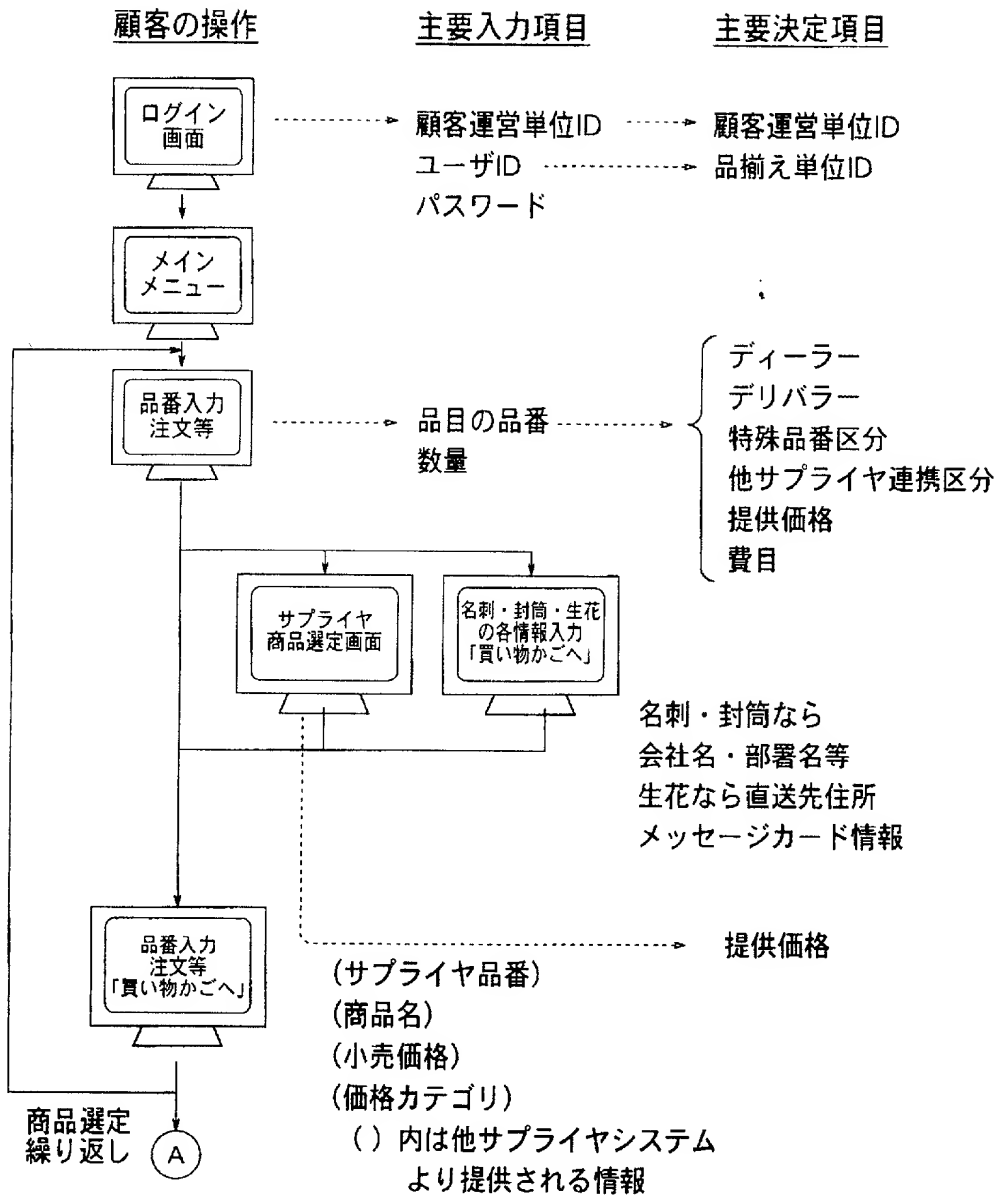 顧客の操作
主要入力項目
主要決定項目
ログイン
画面
顧客運営単位ID
顧客運営単位ID
ユーザID
品揃え単位ID
パスワード
メイン
メニュー
品番入力
注文等
品目の品番
数量
ディーラー
デリバラー
特殊品番区分
他サプライヤ連携区分
提供価格
費目
サプライヤ
商品選定画面
名刺・封筒・生花
の各情報入力
「買い物かごへ」
名刺・封筒なら
会社名・部署名等
生花なら直送先住所
メッセージカード情報
品番入力
注文等
「買い物かごへ」
提供価格
(サプライヤ品番)
(商品名)
(小売価格)
(価格カテゴリ)
( ) 内は他サプライヤシステム
より提供される情報
商品選定
繰り返し
A